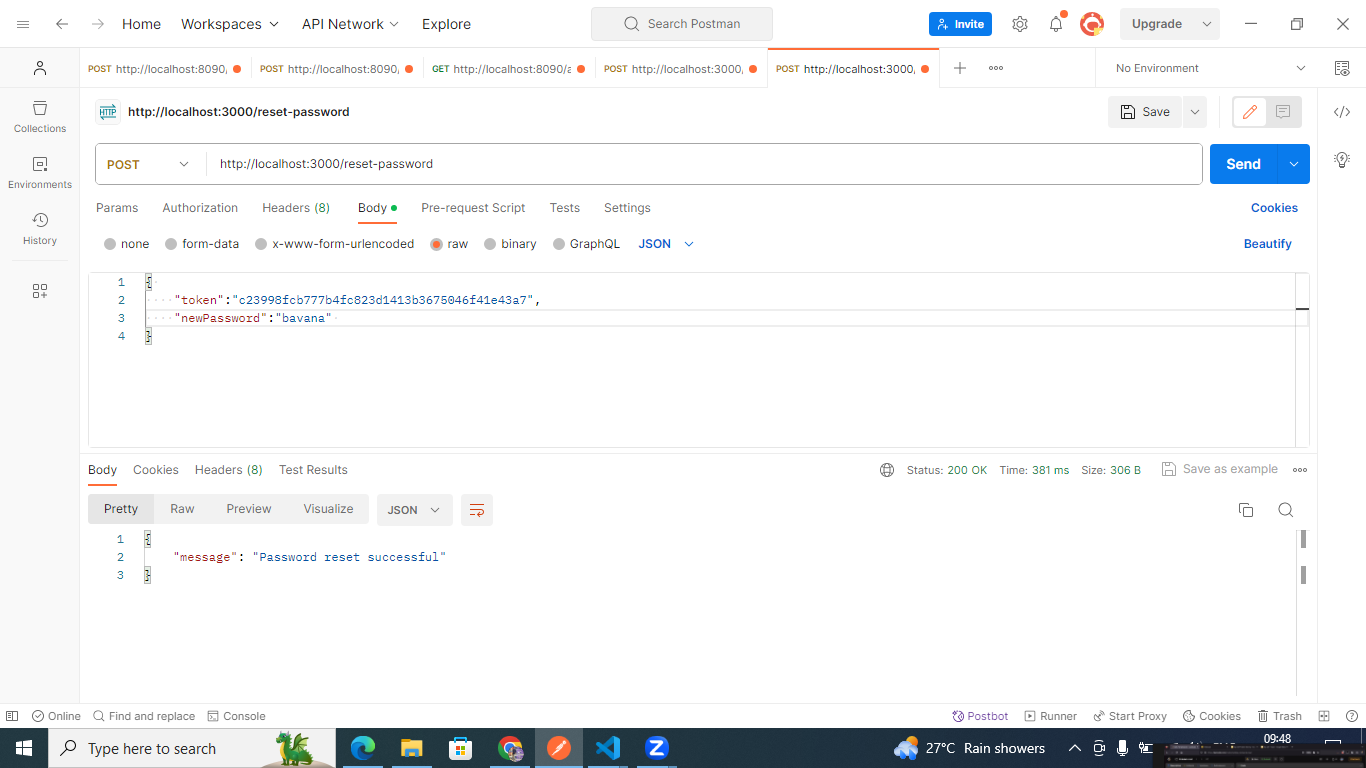 Home Workspaces API Network Explore Search Postman Invite Upgrade
POST http://localhost:8090, POST http://localhost:8090, GET http://localhost:8090/a POST http://localhost:3000, POST http://localhost:3000, No Environment
HTTP http://localhost:3000/reset-password Save
Collections
Environments
History
POST http://localhost:3000/reset-password Send
Params Authorization Headers (8) Body Pre-request Script Tests Settings Cookies
none form-data x-www-form-urlencoded raw binary GraphQL JSON Beautify
1 {
2 "token":"c23998fcb777b4fc823d1413b3675046f41e43a7",
3 "newPassword":"bavana"
4 }
Body Cookies Headers (8) Test Results Status: 200 OK Time: 381 ms Size: 306 B Save as example
Pretty Raw Preview Visualize JSON
1 {
2 "message": "Password reset successful"
3 }
Online Find and replace Console Postbot Runner Start Proxy Cookies Trash
Type here to search 27°C Rain showers 09:48